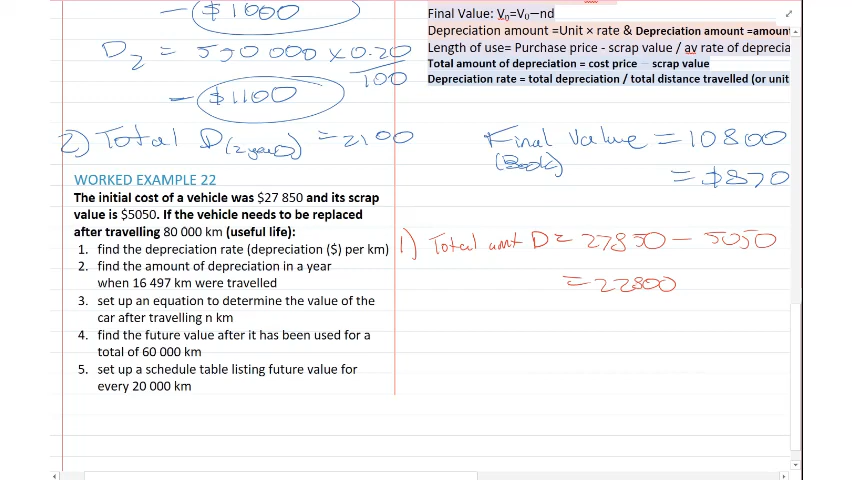 = $1000
Final Value: Vₙ=V₀−nd
Depreciation amount =Unit × rate & Depreciation amount =amoun
D₂ = 550 000 × 0.20
Length of use= Purchase price - scrap value / av rate of deprecia
100
Total amount of depreciation = cost price − scrap value
= $1100
Depreciation rate = total depreciation / total distance travelled (or unit
2) Total D (2 years) = 2100
Final Value = 10800
(Book)
= $870
WORKED EXAMPLE 22
The initial cost of a vehicle was $27 850 and its scrap
value is $5050. If the vehicle needs to be replaced
after travelling 80 000 km (useful life):
1. find the depreciation rate (depreciation ($) per km)
2. find the amount of depreciation in a year
when 16 497 km were travelled
3. set up an equation to determine the value of the
car after travelling n km
4. find the future value after it has been used for a
total of 60 000 km
5. set up a schedule table listing future value for
every 20 000 km
1) Total amt D = 27850 − 5050
= 22800